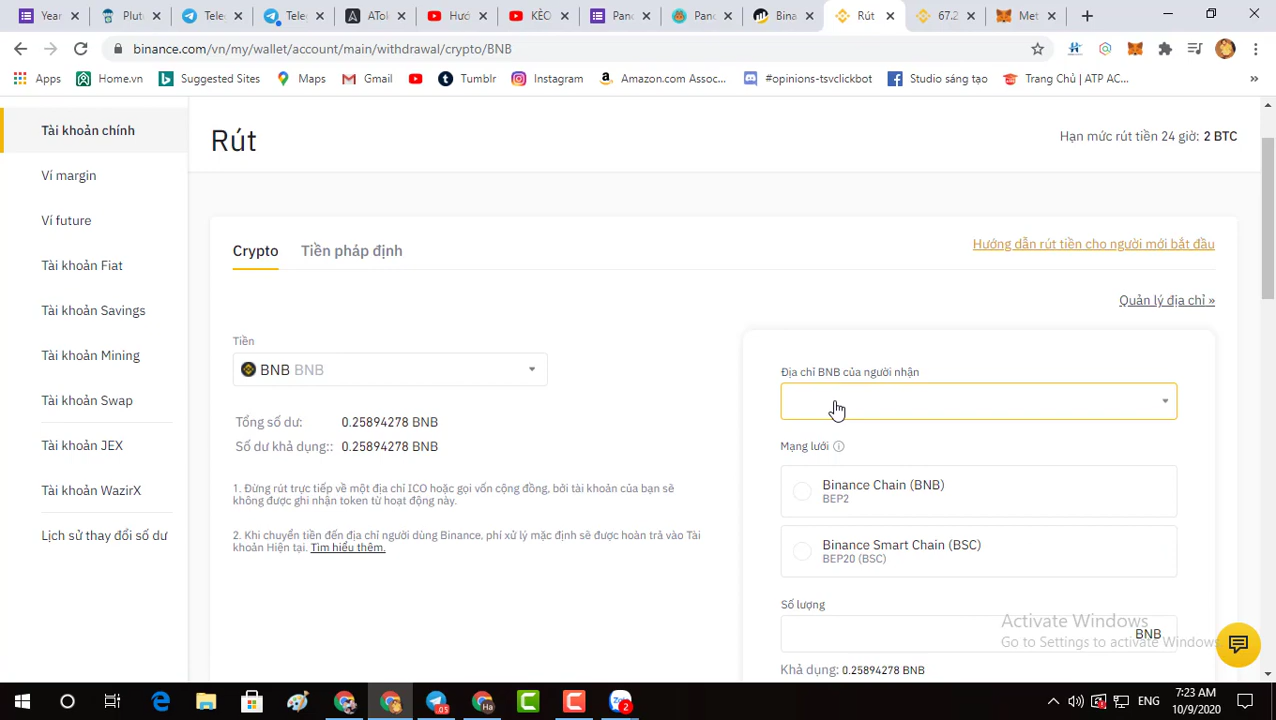 Year
Plut
Tele
Tele
ATol
Hướ
KÈO
Panc
Panc
Bina
Rút
67.2
Met
binance.com/vn/my/wallet/account/main/withdrawal/crypto/BNB
Apps
Home.vn
Suggested Sites
Maps
Gmail
Tumblr
Instagram
Amazon.com Assoc...
#opinions-tsvclickbot
Studio sáng tạo
Trang Chủ | ATP AC...
»
Tài khoản chính
Ví margin
Ví future
Tài khoản Fiat
Tài khoản Savings
Tài khoản Mining
Tài khoản Swap
Tài khoản JEX
Tài khoản WazirX
Lịch sử thay đổi số dư
Rút
Hạn mức rút tiền 24 giờ: 2 BTC
Crypto
Tiền pháp định
Hướng dẫn rút tiền cho người mới bắt đầu
Quản lý địa chỉ »
Tiền
BNB BNB
Tổng số dư: 0.25894278 BNB
Số dư khả dụng:: 0.25894278 BNB
1. Đừng rút trực tiếp về một địa chỉ ICO hoặc gọi vốn cộng đồng, bởi tài khoản của bạn sẽ
không được ghi nhận token từ hoạt động này.
2. Khi chuyển tiền đến địa chỉ người dùng Binance, phí xử lý mặc định sẽ được hoàn trả vào Tài
khoản Hiện tại. Tìm hiểu thêm.
Địa chỉ BNB của người nhận
Mạng lưới
Binance Chain (BNB)
BEP2
Binance Smart Chain (BSC)
BEP20 (BSC)
Số lượng
BNB
Khả dụng: 0.25894278 BNB
Activate Windows
Go to Settings to activate Windows.
05
Ha
2
ENG
7:23 AM
10/9/2020